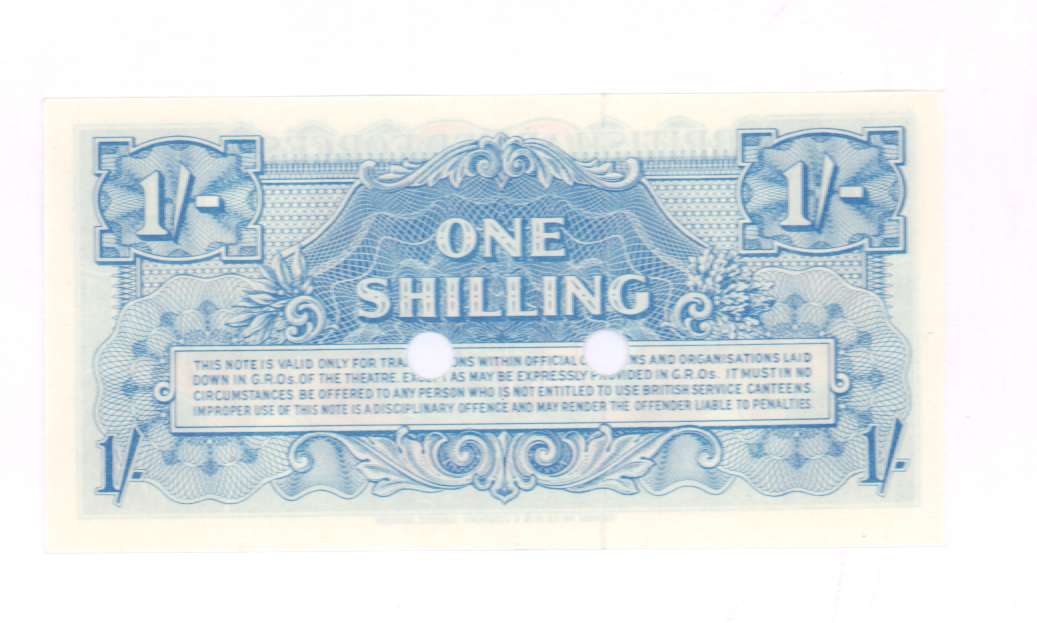 1/-
1/-
ONE
SHILLING
THIS NOTE IS VALID ONLY FOR TRA ONS WITHIN OFFICIAL C NS AND ORGANISATIONS LAID
DOWN IN G.R.Os. OF THE THEATRE, EXCEPT AS MAY BE EXPRESSLY PROVIDED IN G.R.Os. IT MUST IN NO
CIRCUMSTANCES BE OFFERED TO ANY PERSON WHO IS NOT ENTITLED TO USE BRITISH SERVICE CANTEENS.
IMPROPER USE OF THIS NOTE IS A DISCIPLINARY OFFENCE AND MAY RENDER THE OFFENDER LIABLE TO PENALTIES.
1/-
1/-